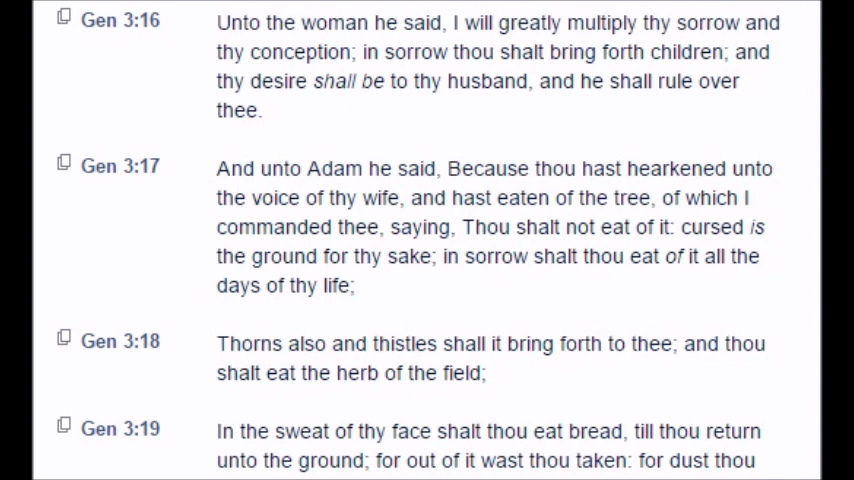 Gen 3:16 Unto the woman he said, I will greatly multiply thy sorrow and
thy conception; in sorrow thou shalt bring forth children; and
thy desire shall be to thy husband, and he shall rule over
thee.
Gen 3:17 And unto Adam he said, Because thou hast hearkened unto
the voice of thy wife, and hast eaten of the tree, of which I
commanded thee, saying, Thou shalt not eat of it: cursed is
the ground for thy sake; in sorrow shalt thou eat of it all the
days of thy life;
Gen 3:18 Thorns also and thistles shall it bring forth to thee; and thou
shalt eat the herb of the field;
Gen 3:19 In the sweat of thy face shalt thou eat bread, till thou return
unto the ground; for out of it wast thou taken: for dust thou